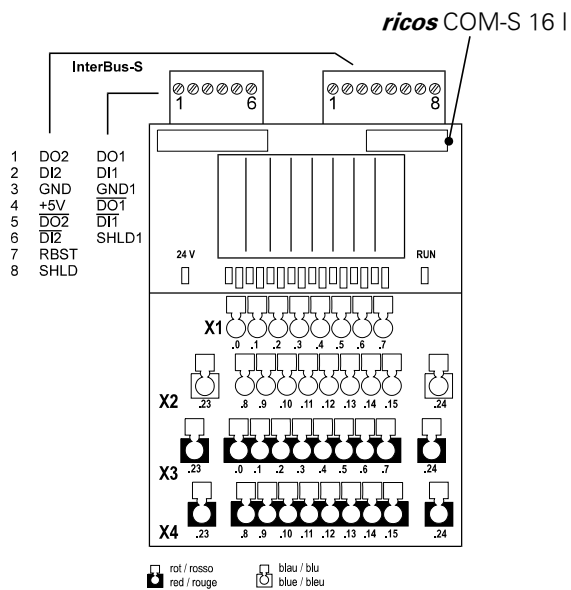 ricos COM-S 16 I
InterBus-S
1 6
1 8
1 DO2 DO1
2 DI2 DI1
3 GND GND1
4 +5V D̅O̅1̅
5 D̅O̅2̅ D̅I̅1̅
6 D̅I̅2̅ SHLD1
7 RBST
8 SHLD
24 V RUN
X1
.0 .1 .2 .3 .4 .5 .6 .7
X2
.23 .8 .9 .10 .11 .12 .13 .14 .15 .24
X3
.23 .0 .1 .2 .3 .4 .5 .6 .7 .24
X4
.23 .8 .9 .10 .11 .12 .13 .14 .15 .24
rot / rosso blau / blu
red / rouge blue / bleu